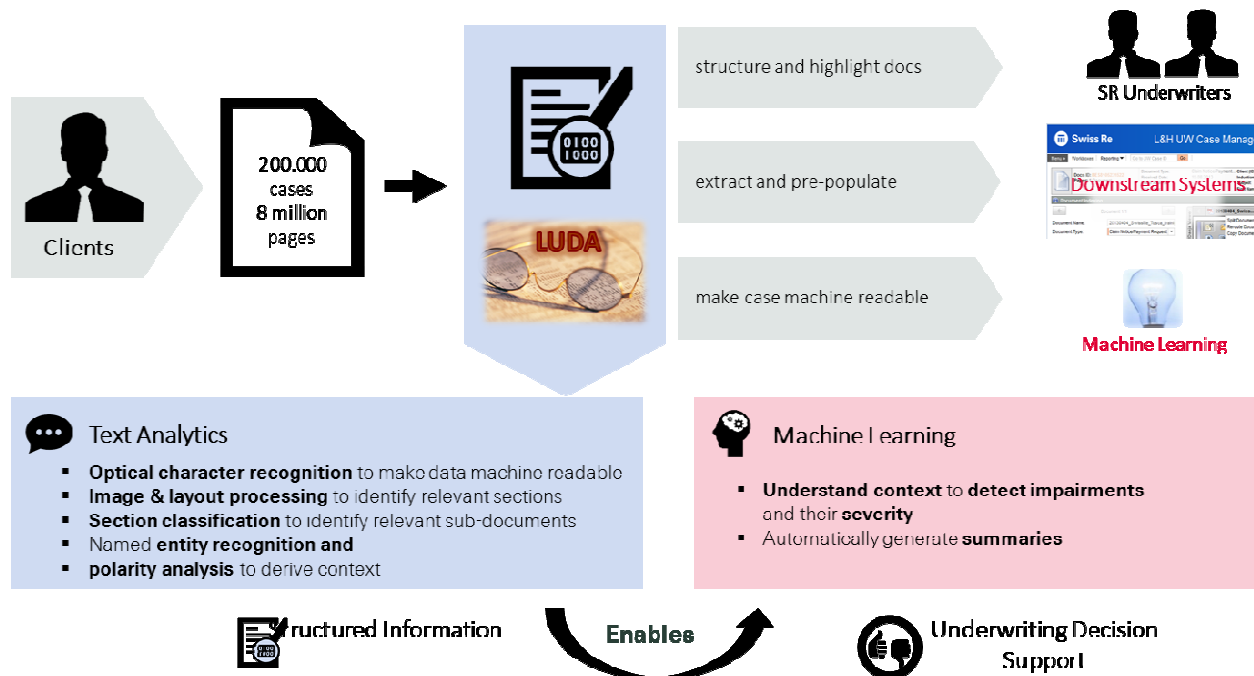 Clients
200.000
cases
8 million
pages
0100
1000
LUDA
structure and highlight docs
extract and pre-populate
make case machine readable
SR Underwriters
Swiss Re L&H UW Case Manag
Downstream Systems
Machine Learning
Text Analytics
▪ Optical character recognition to make data machine readable
▪ Image & layout processing to identify relevant sections
▪ Section classification to identify relevant sub-documents
▪ Named entity recognition and
▪ polarity analysis to derive context
Machine Learning
▪ Understand context to detect impairments
and their severity
▪ Automatically generate summaries
tructured Information
Enables
Underwriting Decision
Support